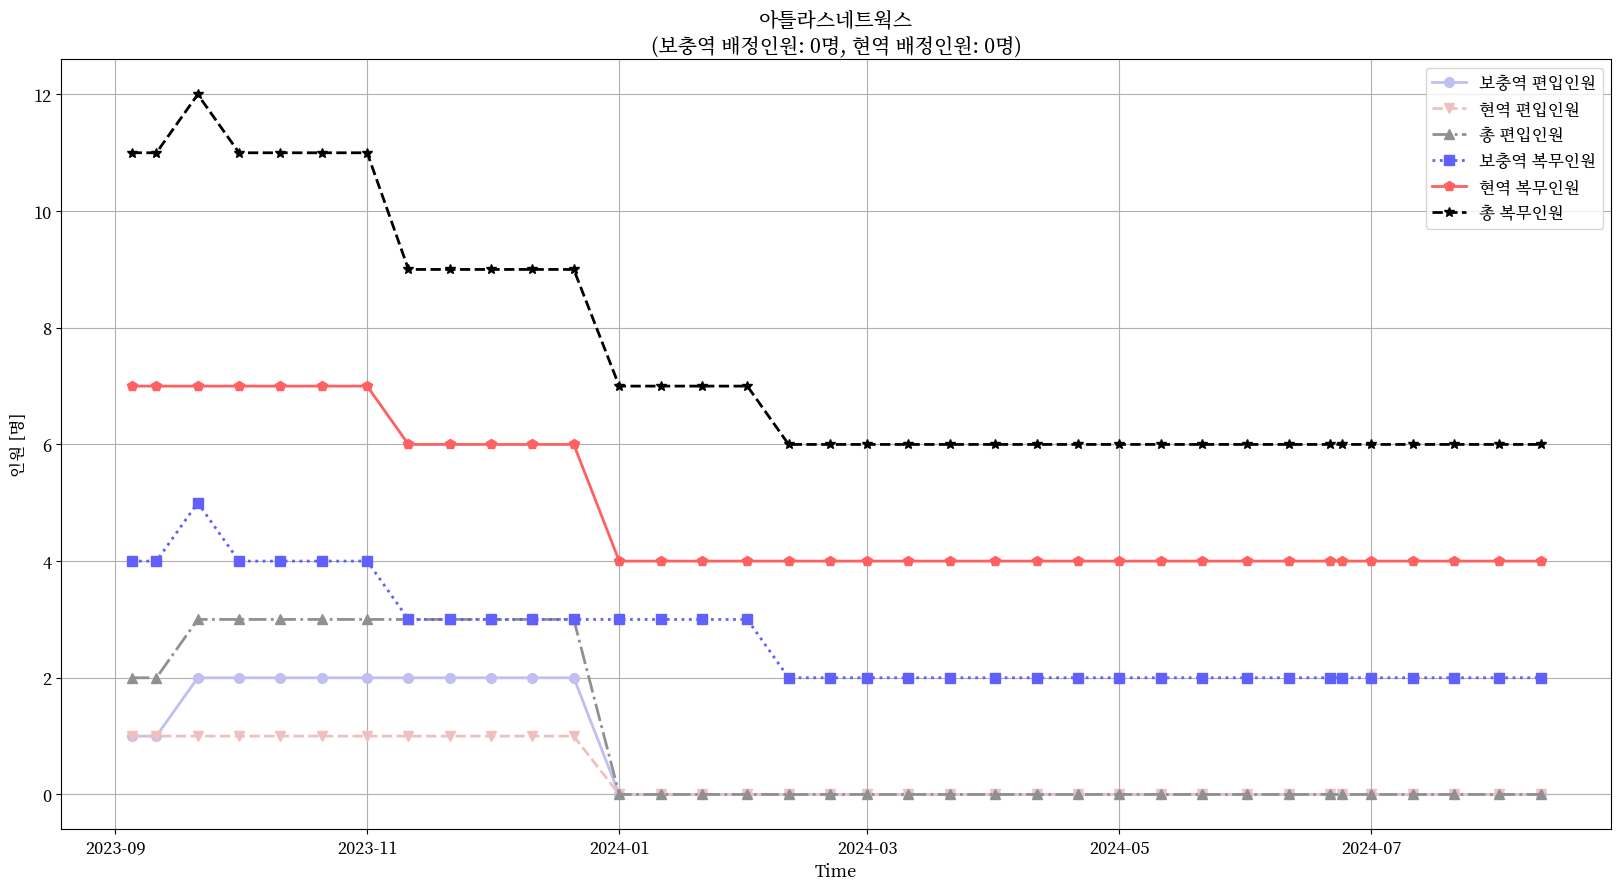 아틀라스네트웍스
(보충역 배정인원: 0명, 현역 배정인원: 0명)
보충역 편입인원
현역 편입인원
총 편입인원
보충역 복무인원
현역 복무인원
총 복무인원
인원 [명]
12
10
8
6
4
2
0
2023-09
2023-11
2024-01
2024-03
2024-05
2024-07
Time